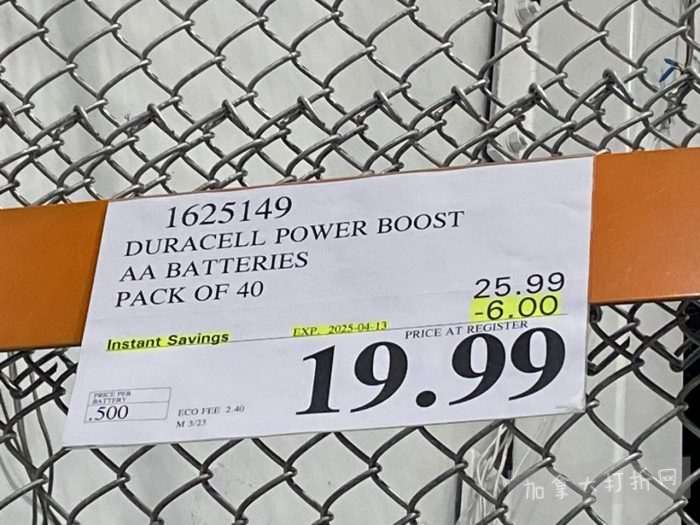 1625149
DURACELL POWER BOOST
AA BATTERIES
PACK OF 40
25.99
-6.00
Instant Savings EXP. 2025-04-13 PRICE AT REGISTER
19.99
PRICE PER
BATTERY
.500
ECO FEE 2.40
M 3/23
加拿大打折网